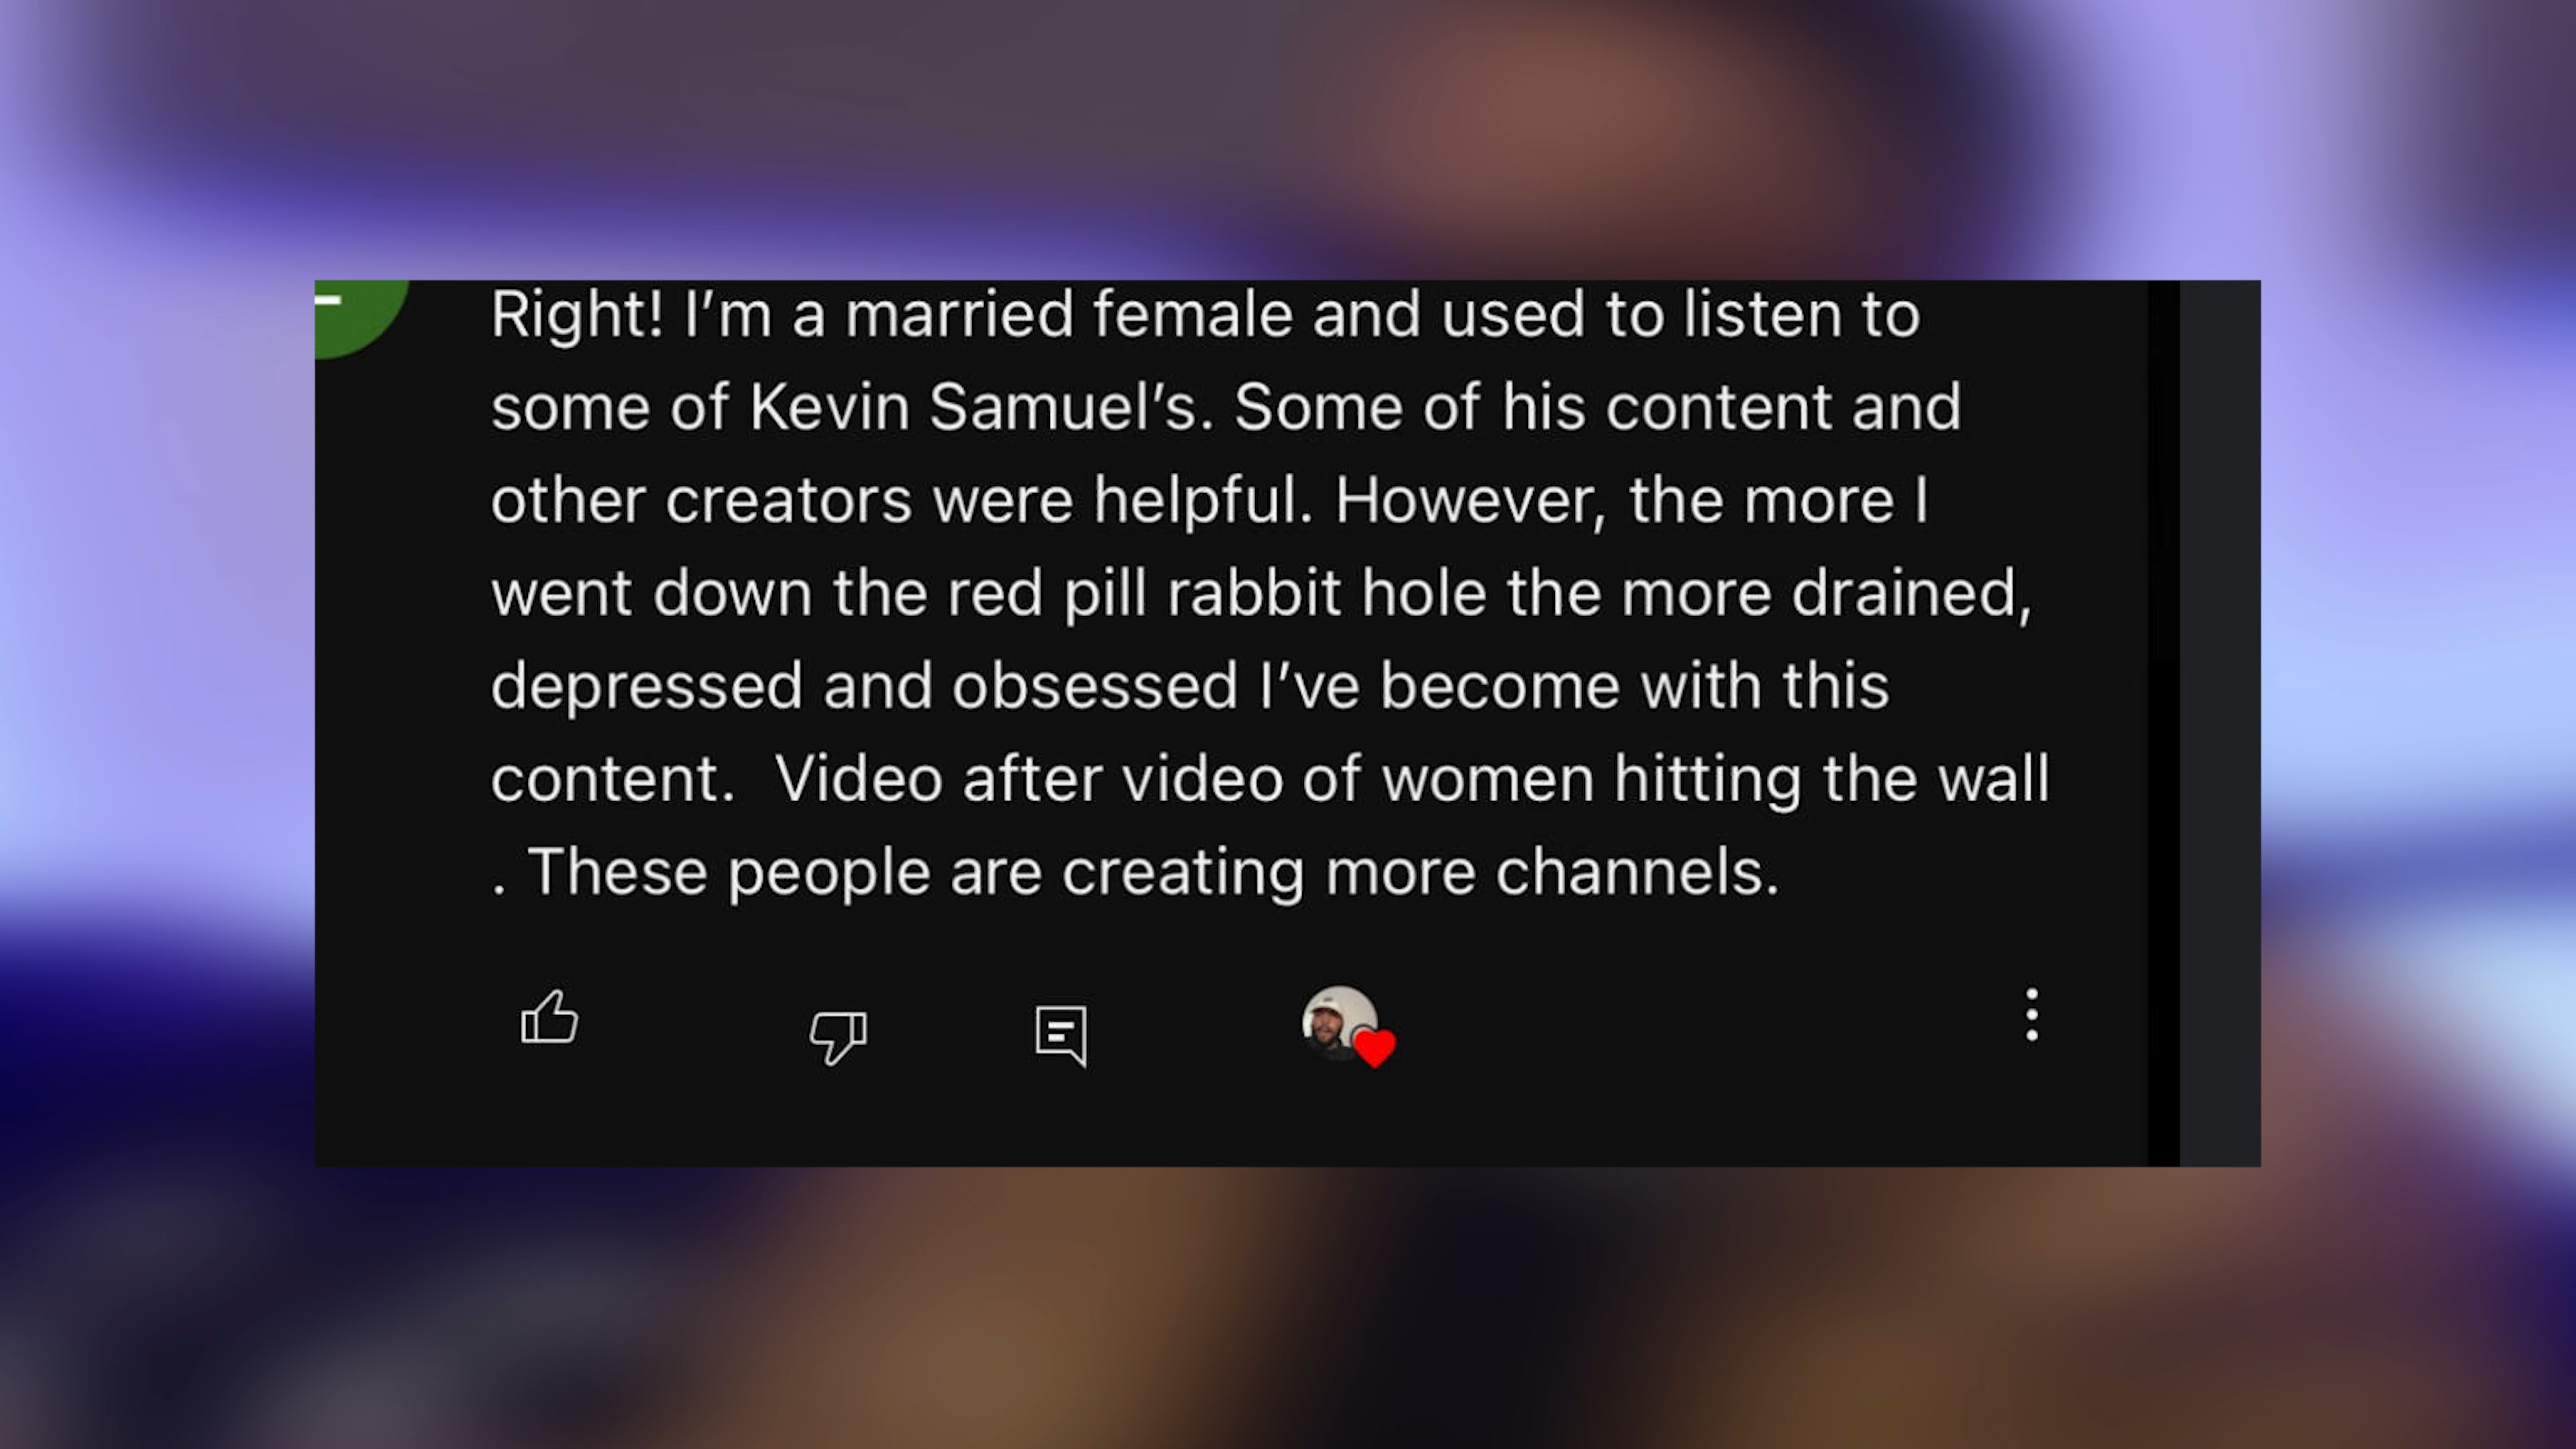 Right! I’m a married female and used to listen to
some of Kevin Samuel’s. Some of his content and
other creators were helpful. However, the more I
went down the red pill rabbit hole the more drained,
depressed and obsessed I’ve become with this
content.  Video after video of women hitting the wall
. These people are creating more channels.